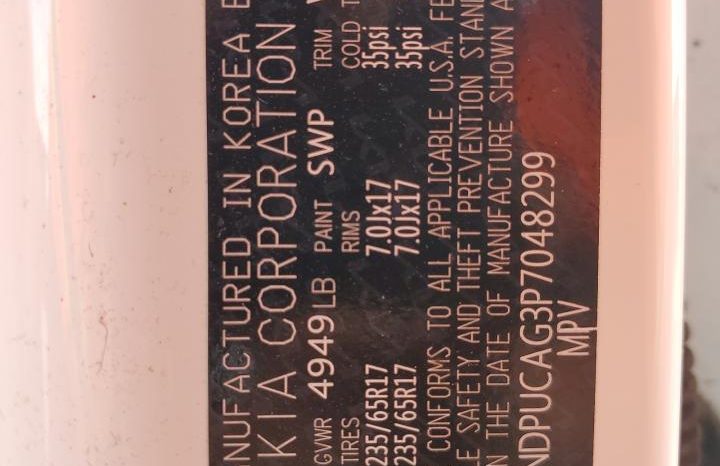 NUFACTURED IN KOREA B
KIA CORPORATION
GVWR 4949LB PAINT SWP TRIM
TIRES RIMS COLD T
235/65R17 7.0Jx17 35psi
235/65R17 7.0Jx17 35psi
CONFORMS TO ALL APPLICABLE U.S.A. FE
LE SAFETY AND THEFT PREVENTION STAN
N THE DATE OF MANUFACTURE SHOWN A
NDPUCAG3P7048299
MPV